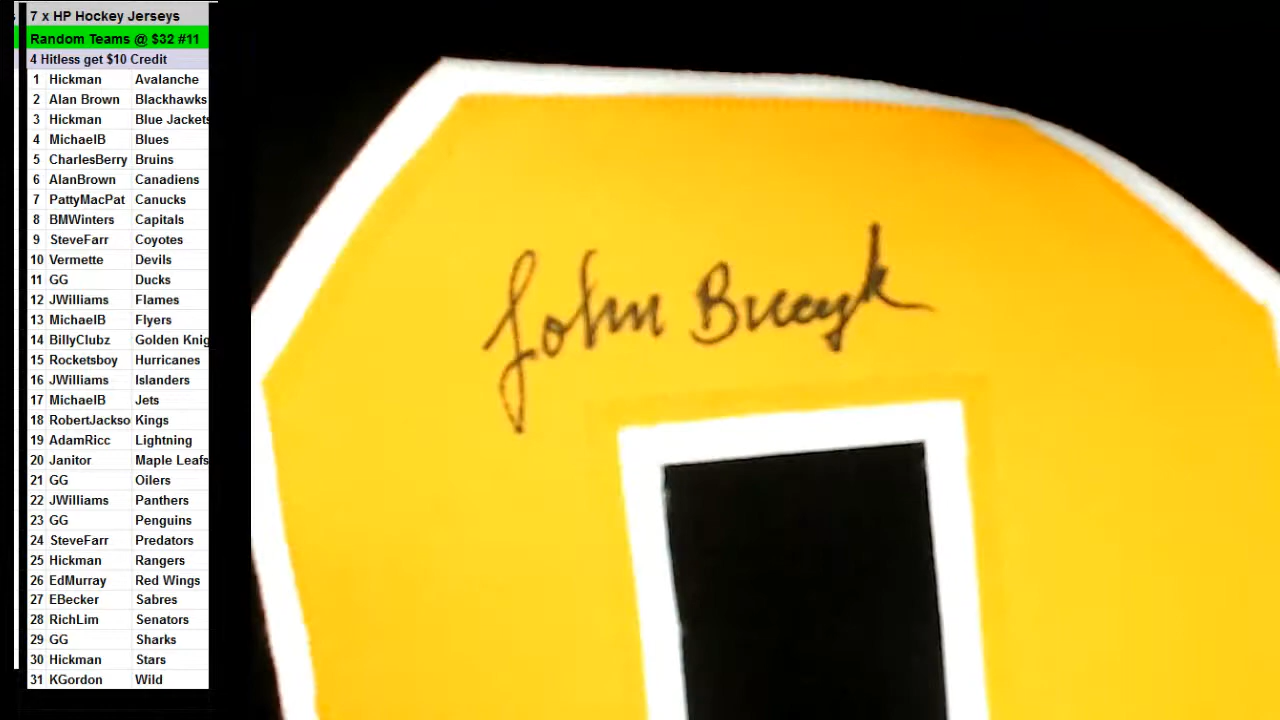 7 x HP Hockey Jerseys
Random Teams @ $32 #11
4 Hitless get $10 Credit
1 Hickman Avalanche
2 Alan Brown Blackhawks
3 Hickman Blue Jackets
4 MichaelB Blues
5 CharlesBerry Bruins
6 AlanBrown Canadiens
7 PattyMacPat Canucks
8 BMWinters Capitals
9 SteveFarr Coyotes
10 Vermette Devils
11 GG Ducks
12 JWilliams Flames
13 MichaelB Flyers
14 BillyClubz Golden Knig
15 Rocketsboy Hurricanes
16 JWilliams Islanders
17 MichaelB Jets
18 RobertJackso Kings
19 AdamRicc Lightning
20 Janitor Maple Leafs
21 GG Oilers
22 JWilliams Panthers
23 GG Penguins
24 SteveFarr Predators
25 Hickman Rangers
26 EdMurray Red Wings
27 EBecker Sabres
28 RichLim Senators
29 GG Sharks
30 Hickman Stars
31 KGordon Wild
John Bucyk